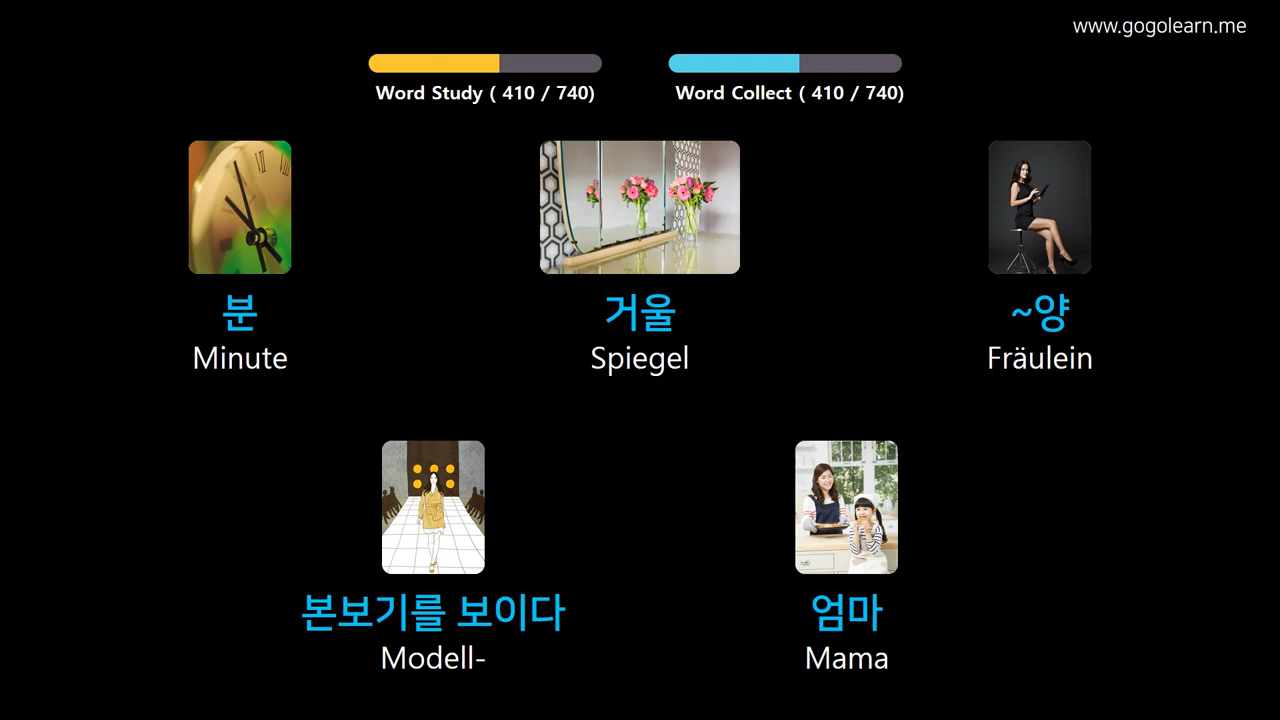 www.gogolearn.me
Word Study ( 410 / 740)
Word Collect ( 410 / 740)
분
Minute
거울
Spiegel
~양
Fräulein
본보기를 보이다
Modell-
엄마
Mama